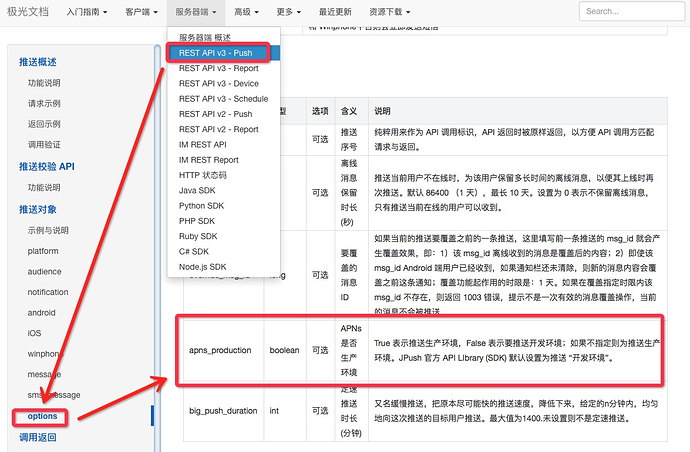 极光文档
入门指南
客户端
服务器端
高级
更多
最近更新
资源下载
Search...
和 Winphone平台则会立即发送短信
服务器端 概述
REST API v3 - Push
REST API v3 - Report
REST API v3 - Device
REST API v3 - Schedule
REST API v2 - Push
REST API v2 - Report
IM REST API
IM REST Report
HTTP 状态码
Java SDK
Python SDK
PHP SDK
Ruby SDK
C# SDK
Node.js SDK
推送概述
功能说明
请求示例
返回示例
调用验证
推送校验 API
功能说明
推送对象
示例与说明
platform
audience
notification
android
iOS
winphone
message
sms_message
options
调用返回
型
选项
含义
说明
可选
推送
序号
纯粹用来作为 API 调用标识，API 返回时被原样返回，以方便 API 调用方匹配
请求与返回。
可选
离线
消息
保留
时长
(秒)
推送当前用户不在线时，为该用户保留多长时间的离线消息，以便其上线时再
次推送。默认 86400 （1 天），最长 10 天。设置为 0 表示不保留离线消息，
只有推送当前在线的用户可以收到。
override_msg_id
long
可选
要覆
盖的
消息
ID
如果当前的推送要覆盖之前的一条推送，这里填写前一条推送的 msg_id 就会产
生覆盖效果，即：1）该 msg_id 离线收到的消息是覆盖后的内容；2）即使该
msg_id Android 端用户已经收到，如果通知栏还未清除，则新的消息内容会覆
盖之前这条通知；覆盖功能起作用的时限是：1 天。如果在覆盖指定时限内该
msg_id 不存在，则返回 1003 错误，提示不是一次有效的消息覆盖操作，当前
的消息不会被推送
apns_production
boolean
可选
APNs
是否
生产
环境
True 表示推送生产环境，False 表示要推送开发环境；如果不指定则为推送生产
环境。JPush 官方 API LIbrary (SDK) 默认设置为推送 “开发环境”。
big_push_duration
int
可选
定速
推送
时长
(分钟)
又名缓慢推送，把原本尽可能快的推送速度，降低下来，给定的n分钟内，均匀
地向这次推送的目标用户推送。最大值为1400.未设置则不是定速推送。